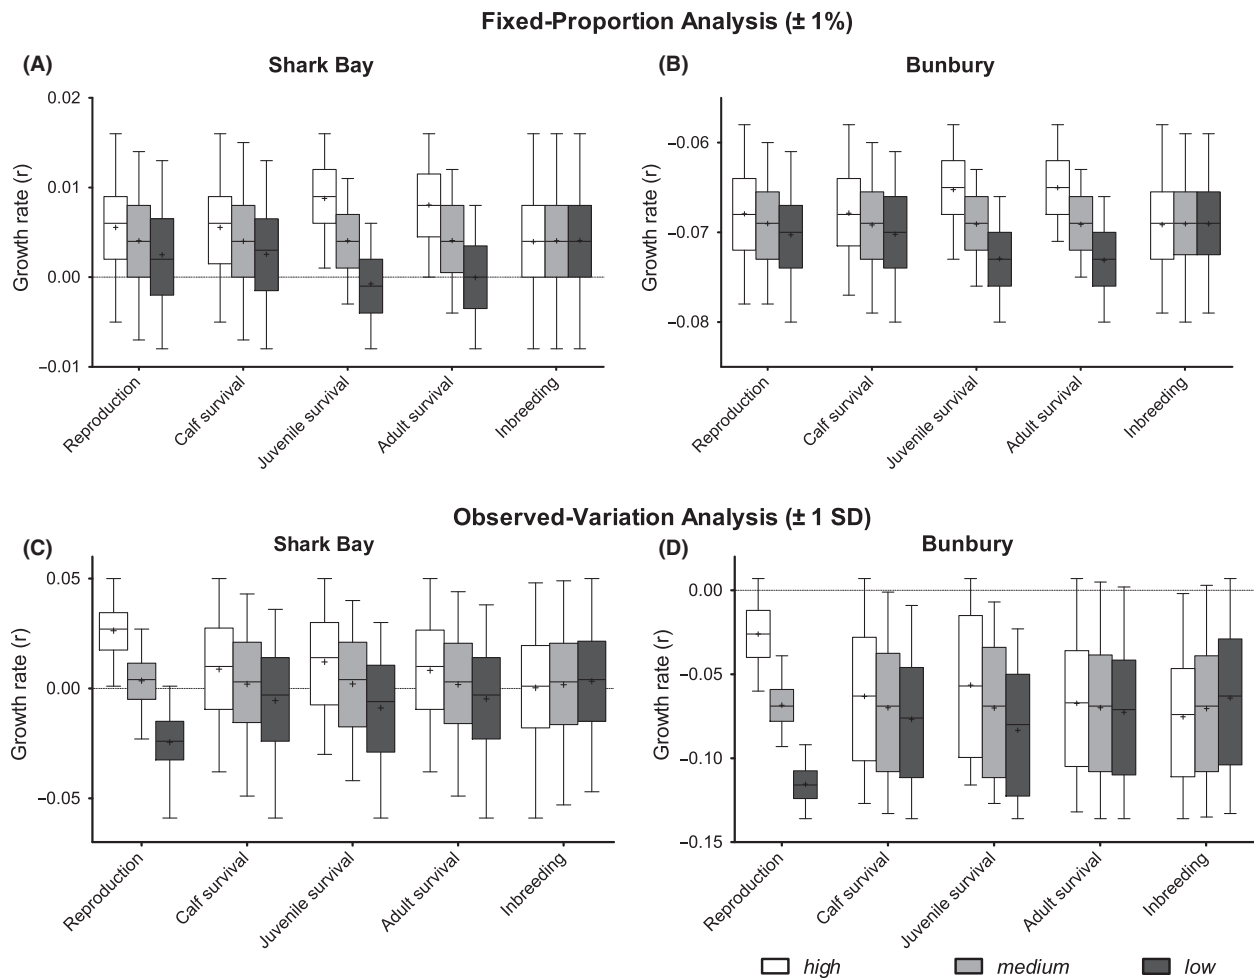 Fixed-Proportion Analysis (± 1%)
(A)
Shark Bay
0.02
0.01
0.00
−0.01
Growth rate (r)
Reproduction
Calf survival
Juvenile survival
Adult survival
Inbreeding
(B)
Bunbury
−0.06
−0.07
−0.08
Growth rate (r)
Reproduction
Calf survival
Juvenile survival
Adult survival
Inbreeding
Observed-Variation Analysis (± 1 SD)
(C)
Shark Bay
0.05
0.00
−0.05
Growth rate (r)
Reproduction
Calf survival
Juvenile survival
Adult survival
Inbreeding
(D)
Bunbury
0.00
−0.05
−0.10
−0.15
Growth rate (r)
Reproduction
Calf survival
Juvenile survival
Adult survival
Inbreeding
high medium low